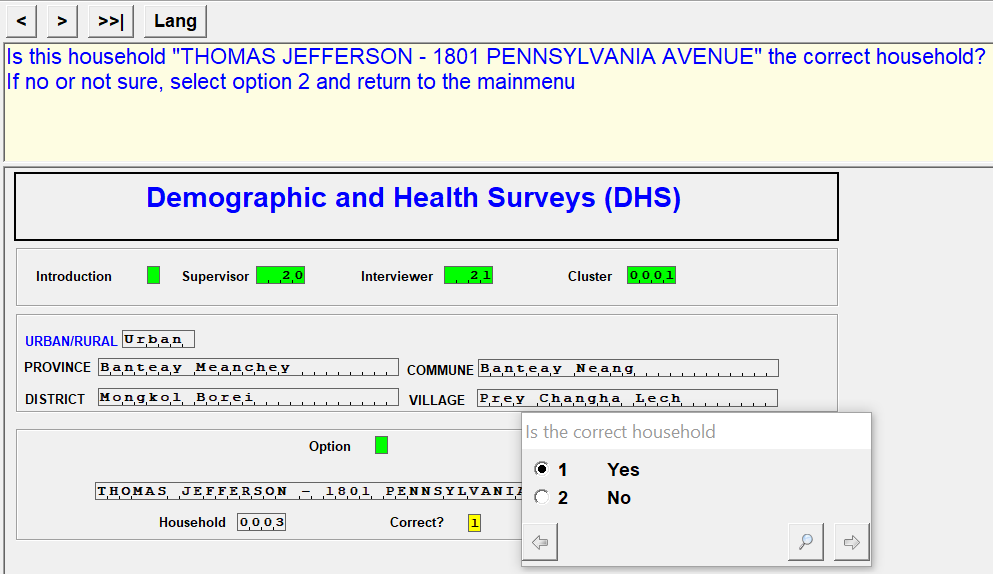 < > >>| Lang
Is this household "THOMAS JEFFERSON - 1801 PENNSYLVANIA AVENUE" the correct household?
If no or not sure, select option 2 and return to the mainmenu
Demographic and Health Surveys (DHS)
Introduction Supervisor 20 Interviewer 21 Cluster 0001
URBAN/RURAL Urban
PROVINCE Banteay Meanchey COMMUNE Banteay Neang
DISTRICT Mongkol Borei VILLAGE Prey Changha Lech
Option
THOMAS JEFFERSON - 1801 PENNSYLVANIA
Household 0003 Correct? 1
Is the correct household
1 Yes
2 No